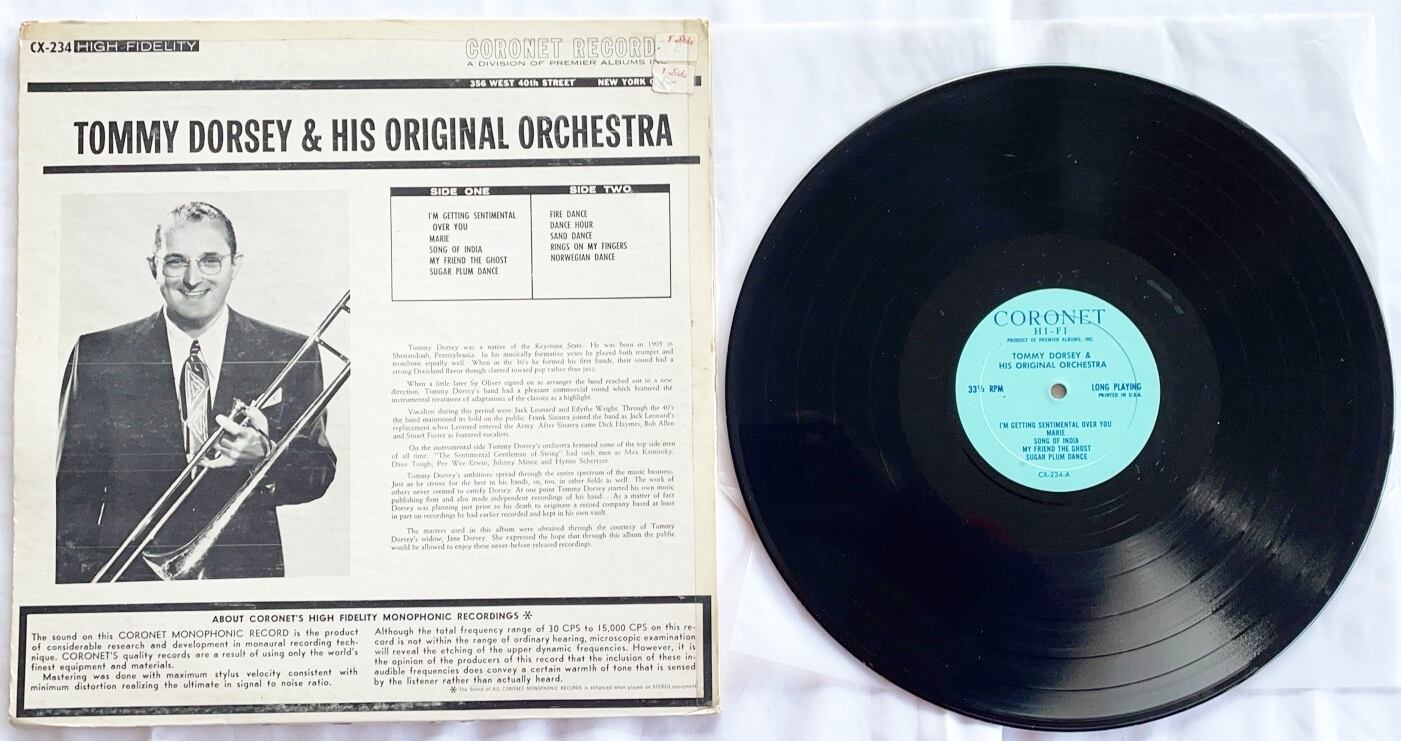 CX-234 HIGH FIDELITY
CORONET RECORD
A DIVISION OF PREMIER ALBUMS INC
356 WEST 40th STREET NEW YORK
1 Side
TOMMY DORSEY & HIS ORIGINAL ORCHESTRA
SIDE ONE
I'M GETTING SENTIMENTAL
OVER YOU
MARIE
SONG OF INDIA
MY FRIEND THE GHOST
SUGAR PLUM DANCE
SIDE TWO
FIRE DANCE
DANCE HOUR
SAND DANCE
RINGS ON MY FINGERS
NORWEGIAN DANCE
Tommy Dorsey was a native of the Keystone State. He was born in 1905 in
Shenandoah, Pennsylvania. In his musically formative years he played both trumpet and
trombone equally well. When in the 30's he formed his first bands, their sound had a
strong Dixieland flavor though slanted toward pop rather than jazz.
When a little later Sy Oliver signed on as arranger the band reached out in a new
direction. Tommy Dorsey's band had a pleasant commercial sound which featured the
instrumental treatment of adaptations of the classics as a highlight.
Vocalists during this period were Jack Leonard and Edythe Wright. Through the 40's
the band maintained its hold on the public. Frank Sinatra joined the band as Jack Leonard's
replacement when Leonard entered the Army. After Sinatra came Dick Haymes, Bob Allen
and Stuart Foster as featured vocalists.
On the instrumental side Tommy Dorsey's orchestra featured some of the top side-men
of all time. "The Sentimental Gentleman of Swing" had such men as Max Kaminsky,
Dave Tough, Pee Wee Erwin, Johnny Mince and Hymie Schertzer.
Tommy Dorsey's ambitions spread through the entire spectrum of the music business.
Just as he strove for the best in his bands, so, too, in other fields as well. The work of
others never seemed to satisfy Dorsey. At one point Tommy Dorsey started his own music
publishing firm and also made independent recordings of his band . . . As a matter of fact
Dorsey was planning just prior to his death to originate a record company based at least
in part on recordings he had earlier recorded and kept in his own vault.
The masters used in this album were obtained through the courtesy of Tommy
Dorsey's widow, Jane Dorsey. She expressed the hope that through this album the public
would be allowed to enjoy these never-before-released recordings.
ABOUT CORONET'S HIGH FIDELITY MONOPHONIC RECORDINGS *
The sound on this CORONET MONOPHONIC RECORD is the product
of considerable research and development in monaural recording tech-
nique. CORONET'S quality records are a result of using only the world's
finest equipment and materials.
Mastering was done with maximum stylus velocity consistent with
minimum distortion realizing the ultimate in signal to noise ratio.
Although the total frequency range of 30 CPS to 15,000 CPS on this re-
cord is not within the range of ordinary hearing, microscopic examination
will reveal the etching of the upper dynamic frequencies. However, it is
the opinion of the producers of this record that the inclusion of these in-
audible frequencies does convey a certain warmth of tone that is sensed
by the listener rather than actually heard.
* The Sound of ALL CORONET MONOPHONIC RECORDS is enhanced when played on STEREO equipment
CORONET
HI-FI
PRODUCT OF PREMIER ALBUMS, INC.
TOMMY DORSEY &
HIS ORIGINAL ORCHESTRA
33⅓ RPM
LONG PLAYING
PRINTED IN U.S.A.
I'M GETTING SENTIMENTAL OVER YOU
MARIE
SONG OF INDIA
MY FRIEND THE GHOST
SUGAR PLUM DANCE
CX-234-A